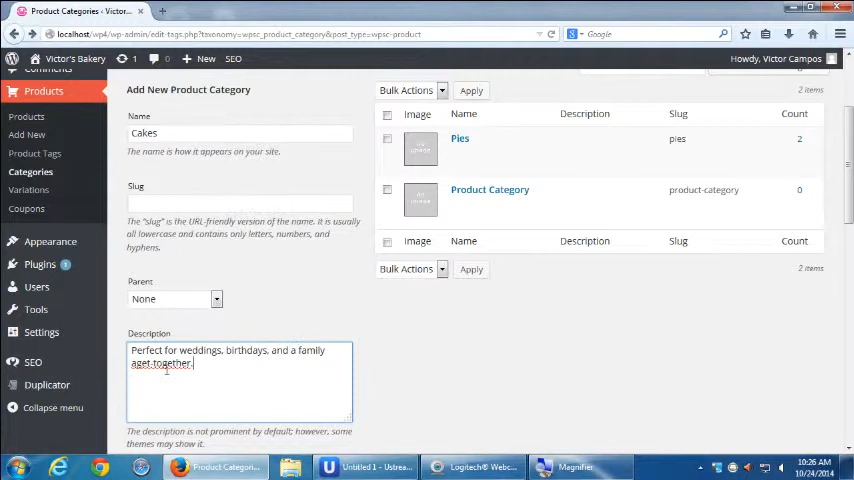 Product Categories ‹ Victor...
localhost/wp4/wp-admin/edit-tags.php?taxonomy=wpsc_product_category&post_type=wpsc-product
Google
Victor's Bakery
1
0
New
SEO
Howdy, Victor Campos
Comments
Products
Products
Add New
Product Tags
Categories
Variations
Coupons
Appearance
Plugins 1
Users
Tools
Settings
SEO
Duplicator
Collapse menu
Add New Product Category
Name
Cakes
The name is how it appears on your site.
Slug
The "slug" is the URL-friendly version of the name. It is usually
all lowercase and contains only letters, numbers, and
hyphens.
Parent
None
Description
Perfect for weddings, birthdays, and a family
aget-together.
The description is not prominent by default; however, some
themes may show it.
Bulk Actions Apply
2 items
Image Name Description Slug Count
NO IMAGE Pies pies 2
NO IMAGE Product Category product-category 0
Image Name Description Slug Count
Bulk Actions Apply
2 items
Product Categori...
Untitled 1 - Ustrea...
Logitech® Webc...
Magnifier
10:26 AM
10/24/2014